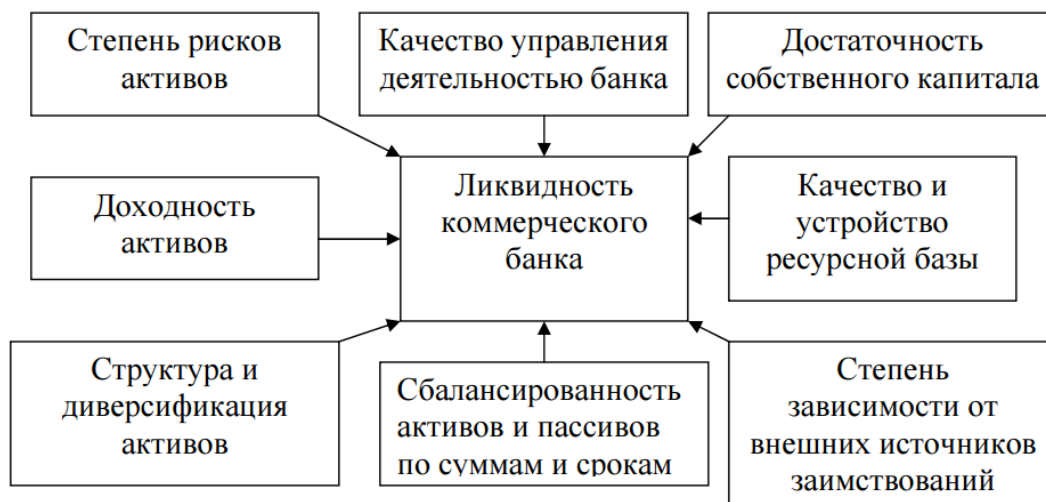 Степень рисков
активов
Качество управления
деятельностью банка
Достаточность
собственного капитала
Доходность
активов
Ликвидность
коммерческого
банка
Качество и
устройство
ресурсной базы
Структура и
диверсификация
активов
Сбалансированность
активов и пассивов
по суммам и срокам
Степень
зависимости от
внешних источников
заимствований